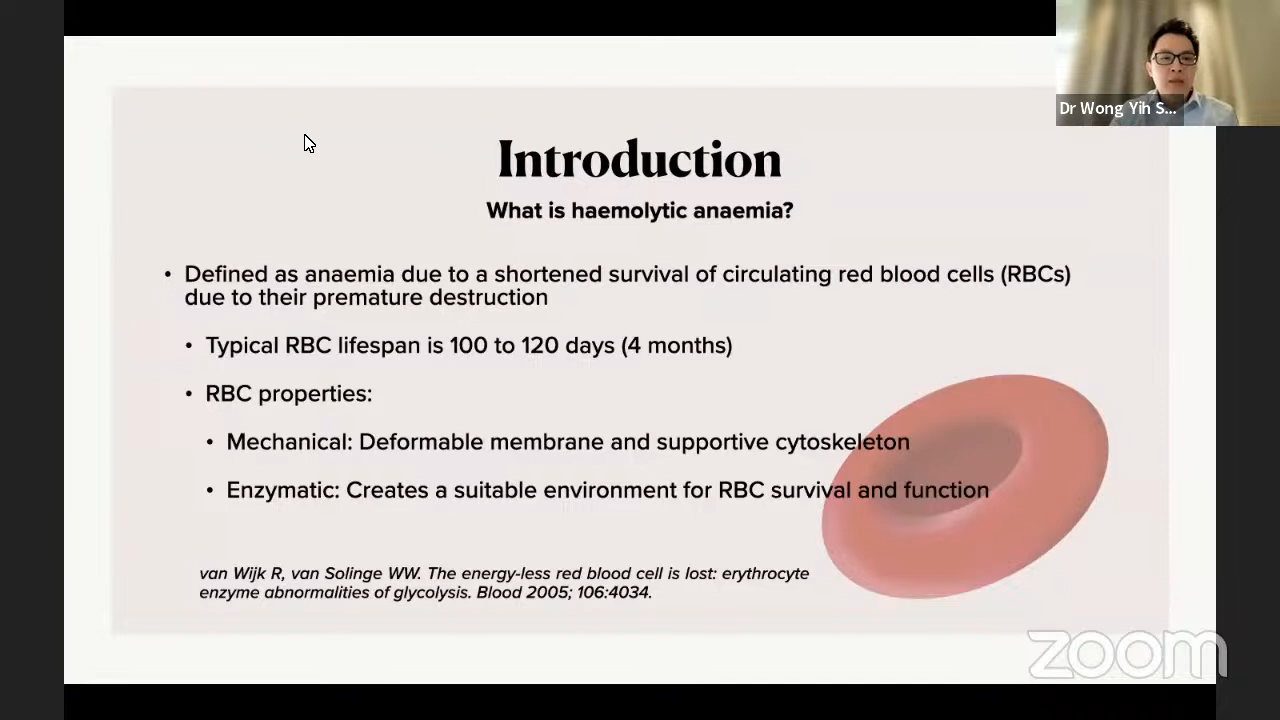 Dr Wong Yih S...
Introduction
What is haemolytic anaemia?
• Defined as anaemia due to a shortened survival of circulating red blood cells (RBCs)
due to their premature destruction
• Typical RBC lifespan is 100 to 120 days (4 months)
• RBC properties:
• Mechanical: Deformable membrane and supportive cytoskeleton
• Enzymatic: Creates a suitable environment for RBC survival and function
van Wijk R, van Solinge WW. The energy-less red blood cell is lost: erythrocyte
enzyme abnormalities of glycolysis. Blood 2005; 106:4034.
zoom